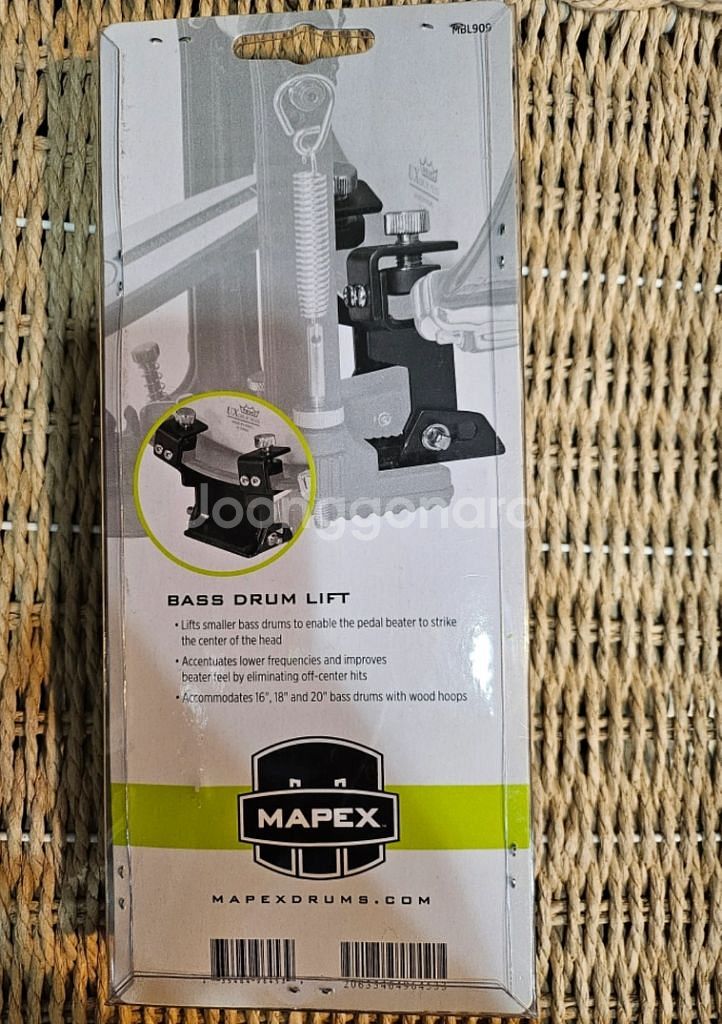 MBL909
Joonggonara
BASS DRUM LIFT
• Lifts smaller bass drums to enable the pedal beater to strike
the center of the head
• Accentuates lower frequencies and improves
beater feel by eliminating off-center hits
• Accommodates 16", 18" and 20" bass drums with wood hoops
MAPEX
MAPEXDRUMS.COM